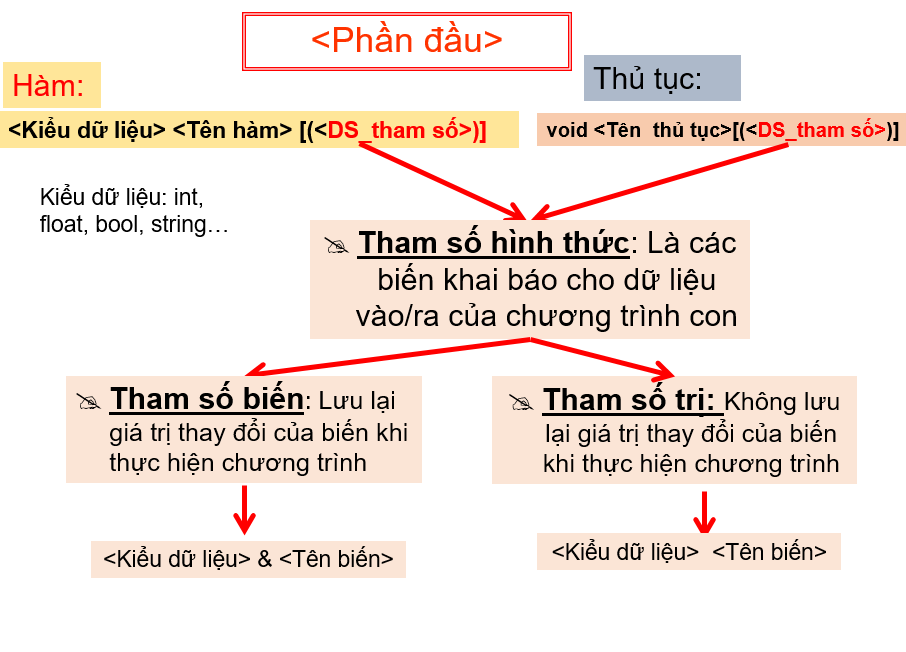 <Phần đầu>
Hàm:
Thủ tục:
<Kiểu dữ liệu> <Tên hàm> [(<DS_tham số>)]
void <Tên thủ tục>[(<DS_tham số>)]
Kiểu dữ liệu: int,
float, bool, string…
Tham số hình thức: Là các
biến khai báo cho dữ liệu
vào/ra của chương trình con
Tham số biến: Lưu lại
giá trị thay đổi của biến khi
thực hiện chương trình
Tham số trị: Không lưu
lại giá trị thay đổi của biến
khi thực hiện chương trình
<Kiểu dữ liệu> & <Tên biến>
<Kiểu dữ liệu> <Tên biến>